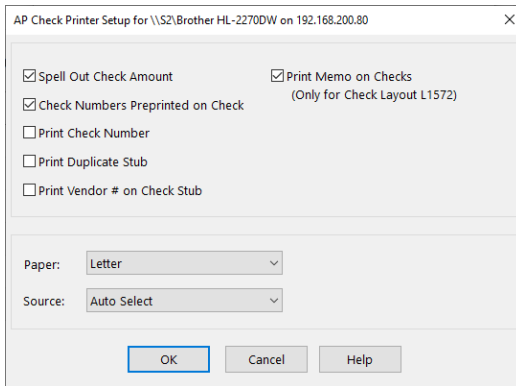 AP Check Printer Setup for \\S2\Brother HL-2270DW on 192.168.200.80
Spell Out Check Amount
Print Memo on Checks
(Only for Check Layout L1572)
Check Numbers Preprinted on Check
Print Check Number
Print Duplicate Stub
Print Vendor # on Check Stub
Paper:
Letter
Source:
Auto Select
OK
Cancel
Help